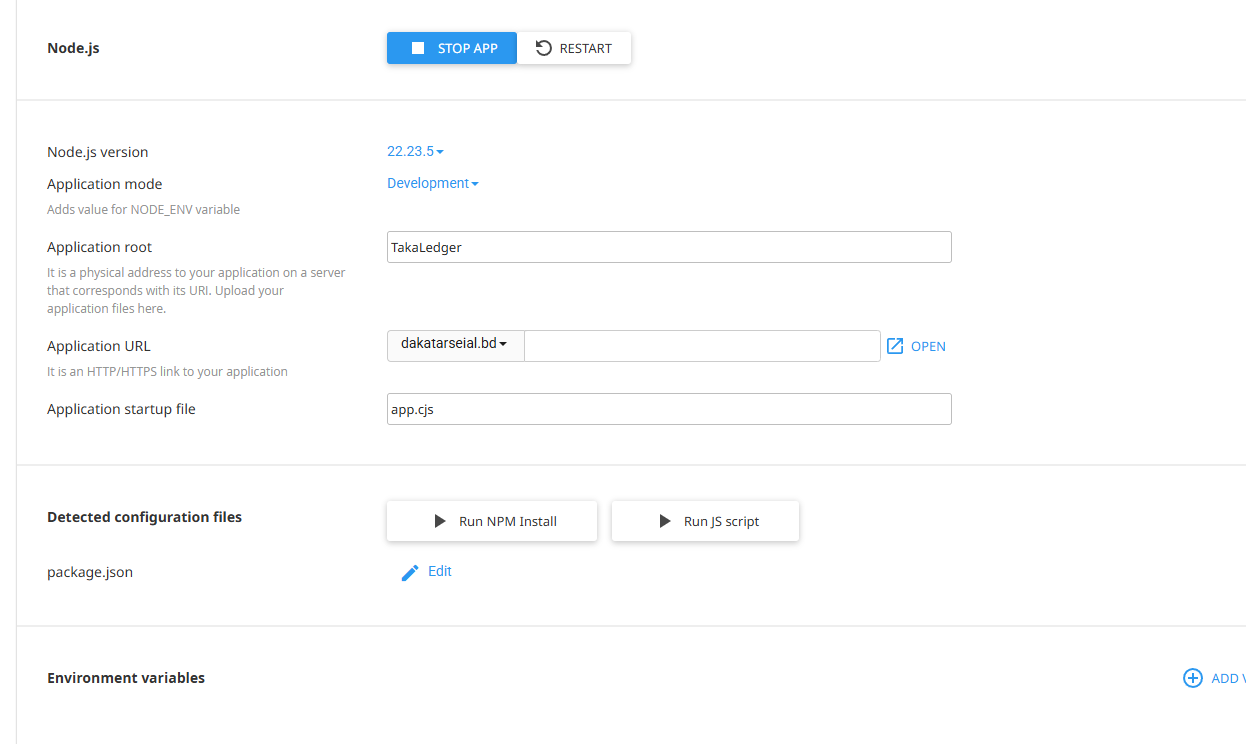 Node.js
STOP APP
RESTART
Node.js version
22.23.5
Application mode
Development
Adds value for NODE_ENV variable
Application root
TakaLedger
It is a physical address to your application on a server
that corresponds with its URI. Upload your
application files here.
Application URL
dakatarseial.bd
OPEN
It is an HTTP/HTTPS link to your application
Application startup file
app.cjs
Detected configuration files
Run NPM Install
Run JS script
package.json
Edit
Environment variables
ADD